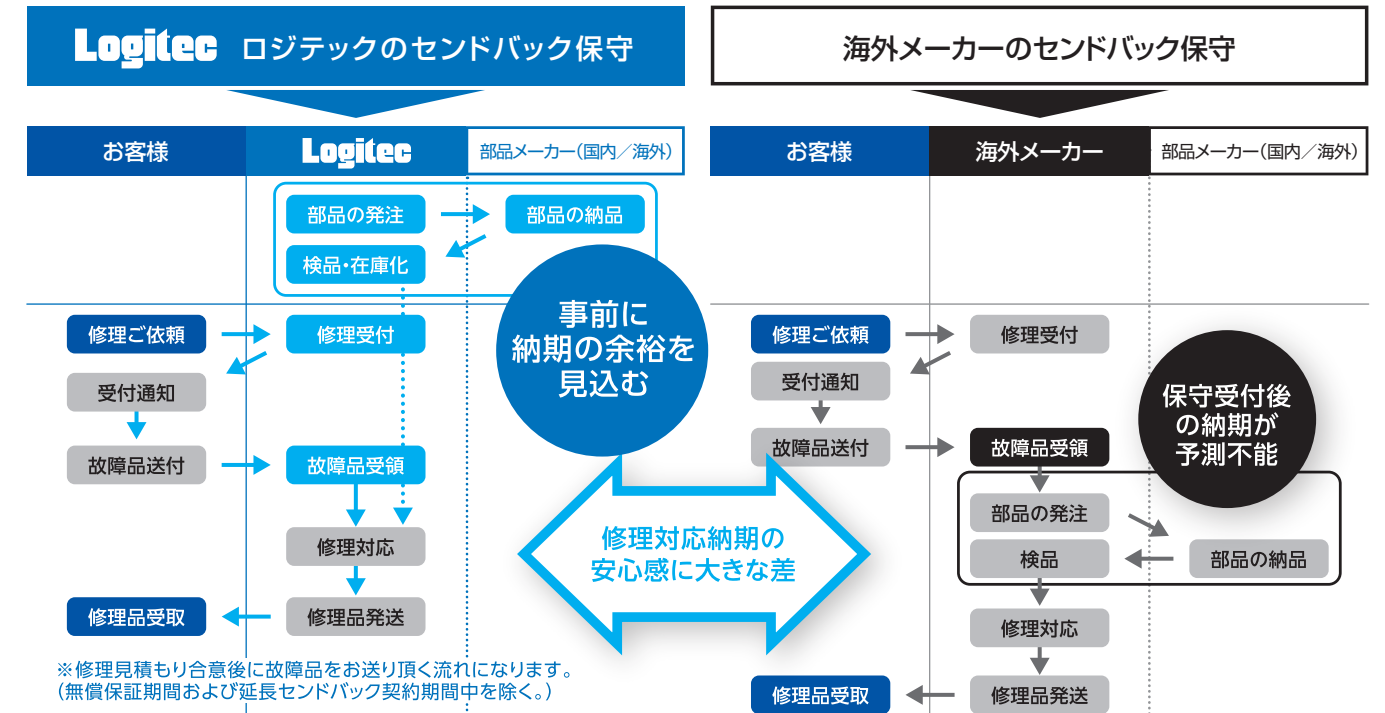 Logitec ロジテックのセンドバック保守
お客様
Logitec
部品メーカー(国内/海外)
部品の発注
部品の納品
検品・在庫化
事前に
納期の余裕を
見込む
修理ご依頼
修理受付
受付通知
故障品送付
故障品受領
修理対応
修理品受取
修理品発送
※修理見積もり合意後に故障品をお送り頂く流れになります。
(無償保証期間および延長センドバック契約期間中を除く。)
修理対応納期の
安心感に大きな差
海外メーカーのセンドバック保守
お客様
海外メーカー
部品メーカー(国内/海外)
修理ご依頼
修理受付
受付通知
故障品送付
故障品受領
保守受付後
の納期が
予測不能
部品の発注
検品
部品の納品
修理対応
修理品受取
修理品発送